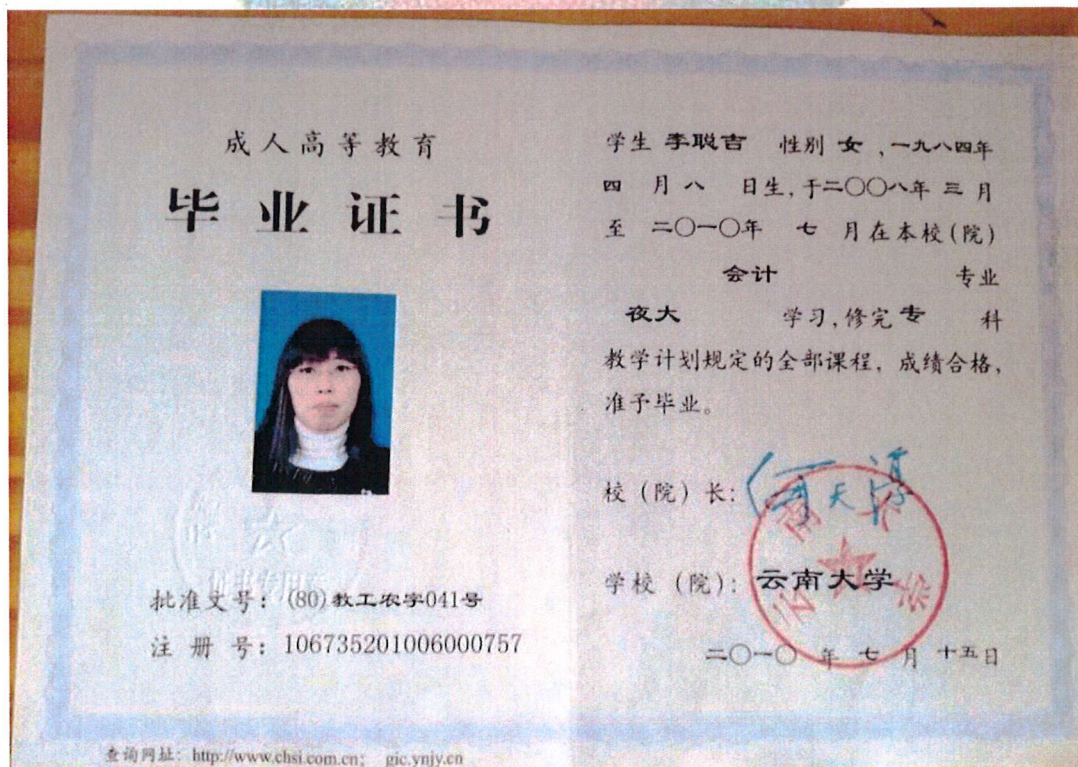 成人高等教育
毕业证书
批准文号：(80)教工农字041号
注册号：106735201006000757
查询网址：http://www.chsi.com.cn； gic.ynjy.cn
学生 李聪吉 性别 女，一九八四年
四 月 八 日生，于二〇〇八年 三 月
至 二〇一〇年 七 月在本校（院）
会计 专业
夜大 学习，修完 专 科
教学计划规定的全部课程，成绩合格，
准予毕业。
校（院）长：
学校（院）：云南大学
云南大学
二〇一〇 年 七 月 十五日